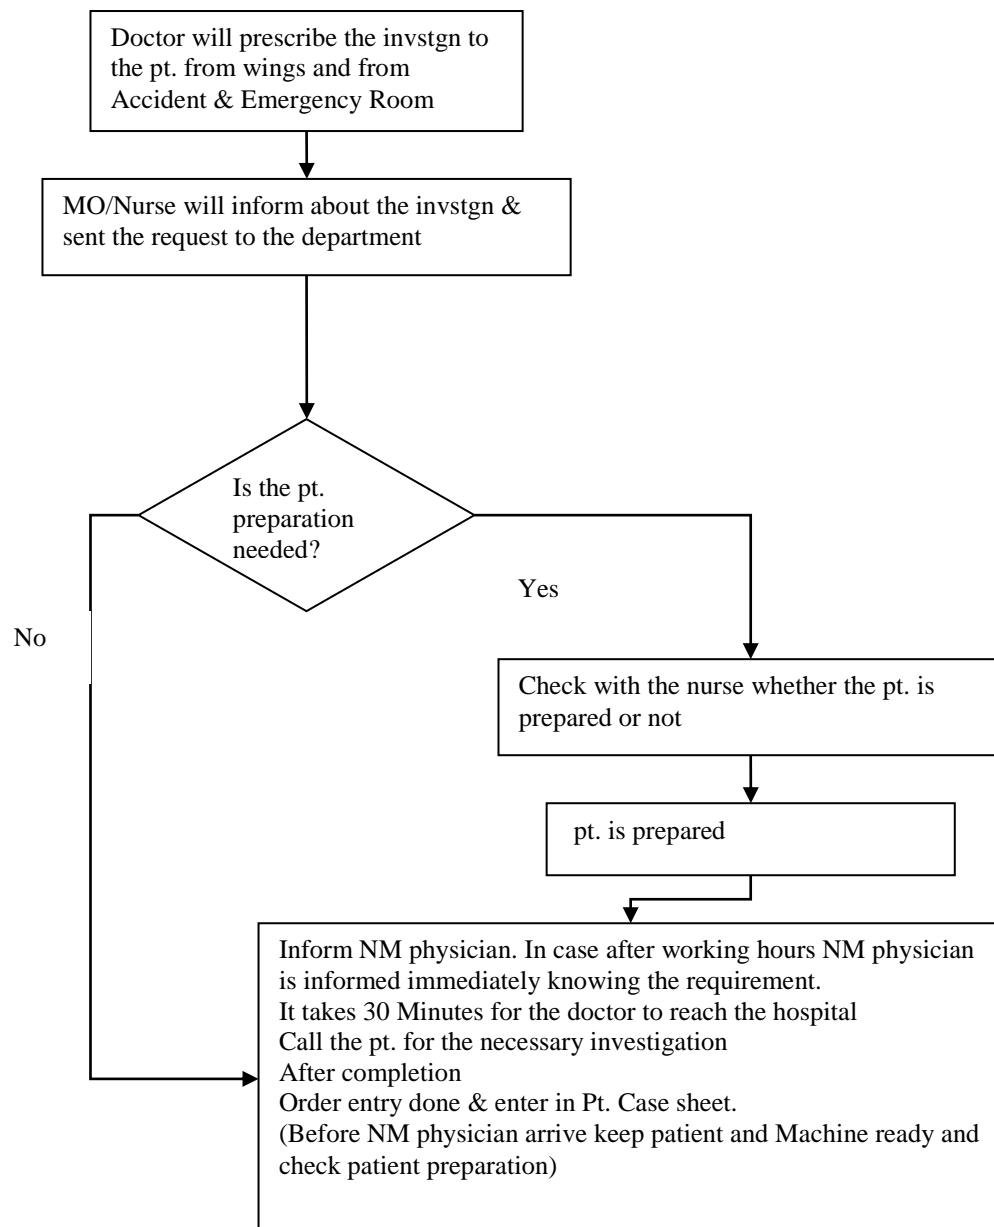 Doctor will prescribe the invstgn to
the pt. from wings and from
Accident & Emergency Room
MO/Nurse will inform about the invstgn &
sent the request to the department
Is the pt.
preparation
needed?
Yes
No
Check with the nurse whether the pt. is
prepared or not
pt. is prepared
Inform NM physician. In case after working hours NM physician
is informed immediately knowing the requirement.
It takes 30 Minutes for the doctor to reach the hospital
Call the pt. for the necessary investigation
After completion
Order entry done & enter in Pt. Case sheet.
(Before NM physician arrive keep patient and Machine ready and
check patient preparation)